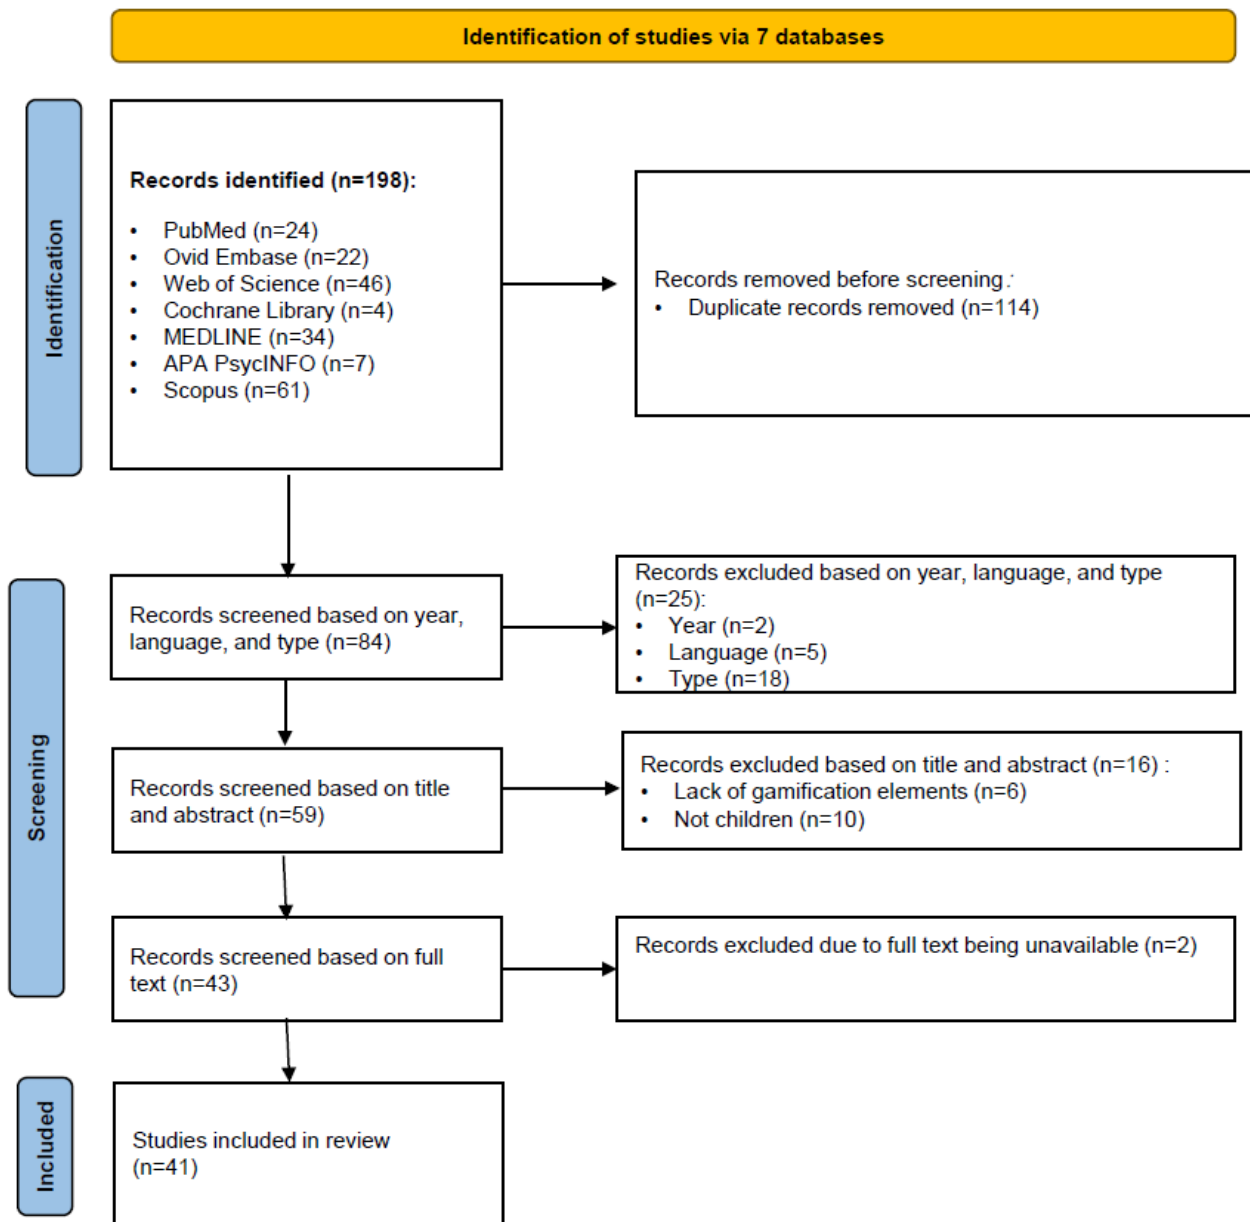 Identification of studies via 7 databases
Identification
Records identified (n=198):
• PubMed (n=24)
• Ovid Embase (n=22)
• Web of Science (n=46)
• Cochrane Library (n=4)
• MEDLINE (n=34)
• APA PsycINFO (n=7)
• Scopus (n=61)
Records removed before screening:
• Duplicate records removed (n=114)
Screening
Records screened based on year,
language, and type (n=84)
Records excluded based on year, language, and type
(n=25):
• Year (n=2)
• Language (n=5)
• Type (n=18)
Records screened based on title
and abstract (n=59)
Records excluded based on title and abstract (n=16) :
• Lack of gamification elements (n=6)
• Not children (n=10)
Records screened based on full
text (n=43)
Records excluded due to full text being unavailable (n=2)
Included
Studies included in review
(n=41)